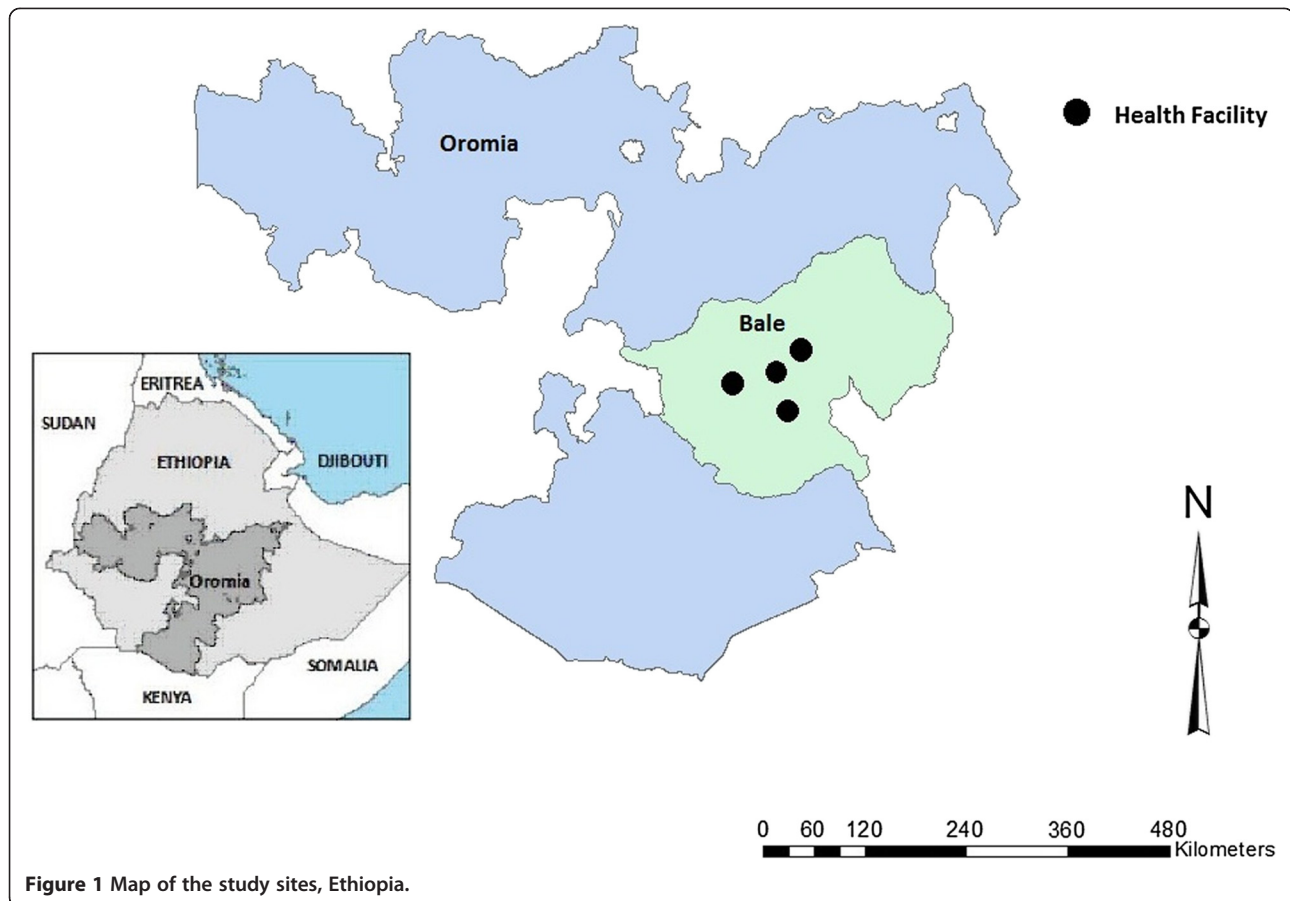 Oromia
Health Facility
Bale
ERITREA
SUDAN
ETHIOPIA
DJIBOUTI
Oromia
SOMALIA
KENYA
N
0 60 120 240 360 480
Kilometers
Figure 1 Map of the study sites, Ethiopia.